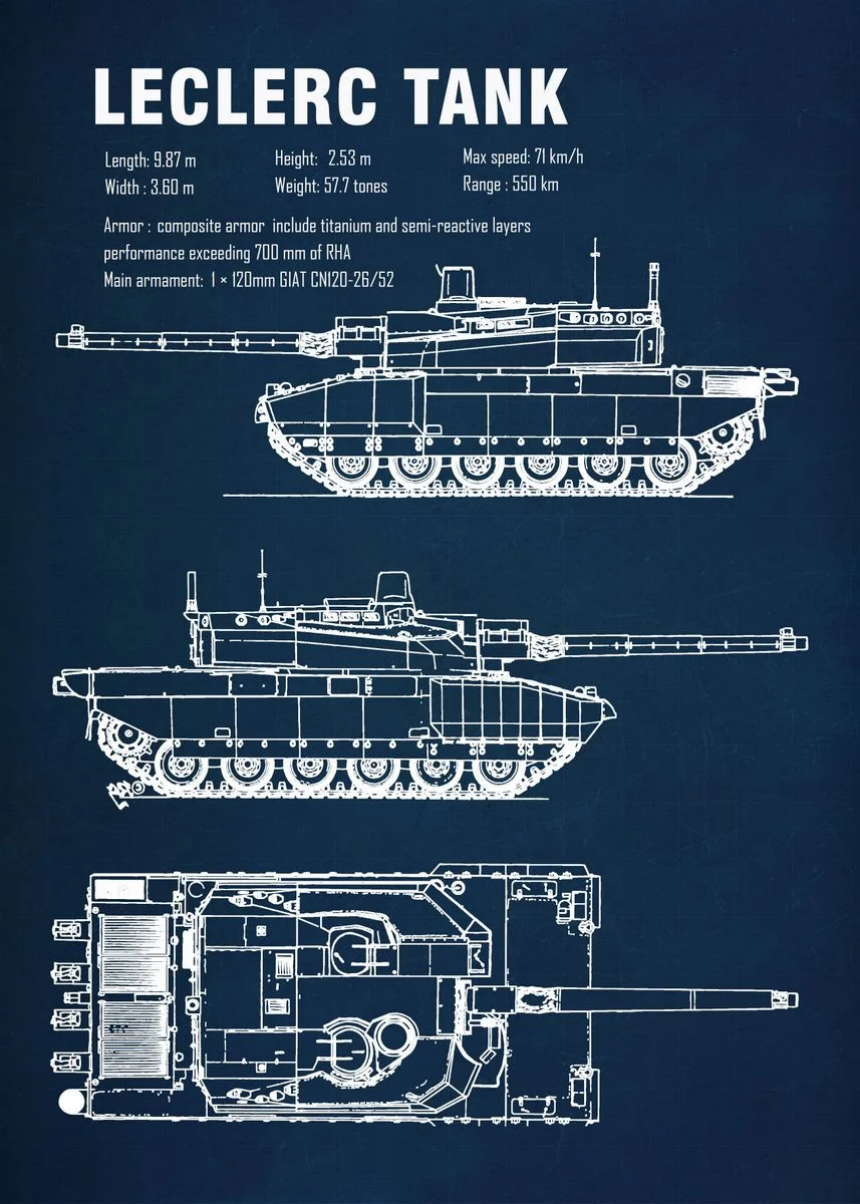 LECLERC TANK
Length: 9.87 m Height: 2.53 m Max speed: 71 km/h
Width : 3.60 m Weight: 57.7 tones Range : 550 km
Armor : composite armor include titanium and semi-reactive layers
performance exceeding 700 mm of RHA
Main armament: 1 × 120mm GIAT CN120-26/52